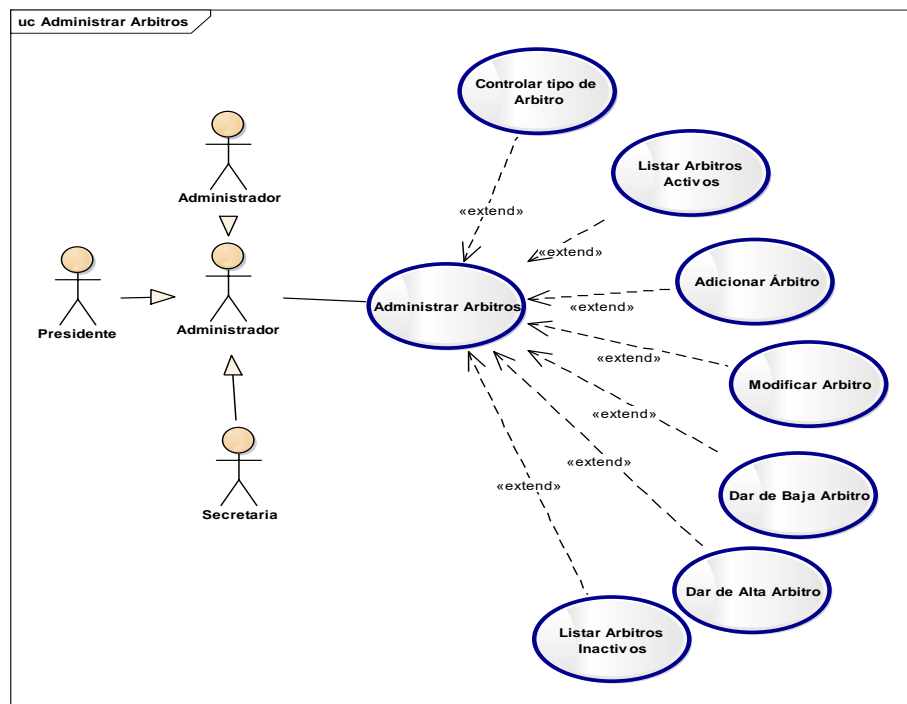 uc Administrar Arbitros
Controlar tipo de
Arbitro
Listar Arbitros
Activos
Administrador
«extend»
«extend»
Adicionar Árbitro
Presidente
Administrador
Administrar Arbitros
«extend»
«extend»
Modificar Arbitro
«extend»
«extend»
«extend»
Secretaria
Dar de Baja Arbitro
Dar de Alta Arbitro
Listar Arbitros
Inactivos